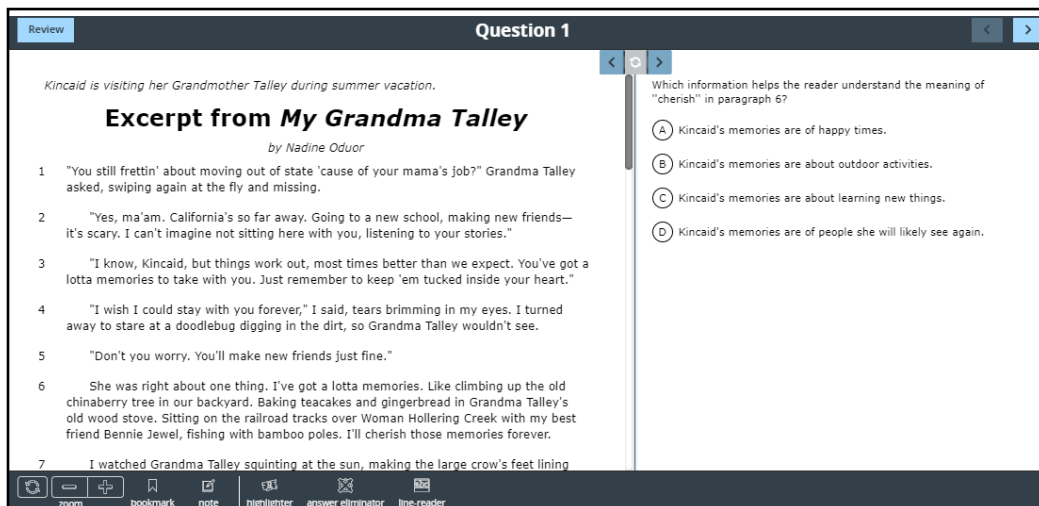 Review
Question 1
Kincaid is visiting her Grandmother Talley during summer vacation.
Excerpt from My Grandma Talley
by Nadine Oduor
1 "You still frettin' about moving out of state 'cause of your mama's job?" Grandma Talley
asked, swiping again at the fly and missing.
2 "Yes, ma'am. California's so far away. Going to a new school, making new friends—
it's scary. I can't imagine not sitting here with you, listening to your stories."
3 "I know, Kincaid, but things work out, most times better than we expect. You've got a
lotta memories to take with you. Just remember to keep 'em tucked inside your heart."
4 "I wish I could stay with you forever," I said, tears brimming in my eyes. I turned
away to stare at a doodlebug digging in the dirt, so Grandma Talley wouldn't see.
5 "Don't you worry. You'll make new friends just fine."
6 She was right about one thing. I've got a lotta memories. Like climbing up the old
chinaberry tree in our backyard. Baking teacakes and gingerbread in Grandma Talley's
old wood stove. Sitting on the railroad tracks over Woman Hollering Creek with my best
friend Bennie Jewel, fishing with bamboo poles. I'll cherish those memories forever.
7 I watched Grandma Talley squinting at the sun, making the large crow's feet lining
Which information helps the reader understand the meaning of
"cherish" in paragraph 6?
A Kincaid's memories are of happy times.
B Kincaid's memories are about outdoor activities.
C Kincaid's memories are about learning new things.
D Kincaid's memories are of people she will likely see again.
zoom bookmark note highlighter answer eliminator line-reader